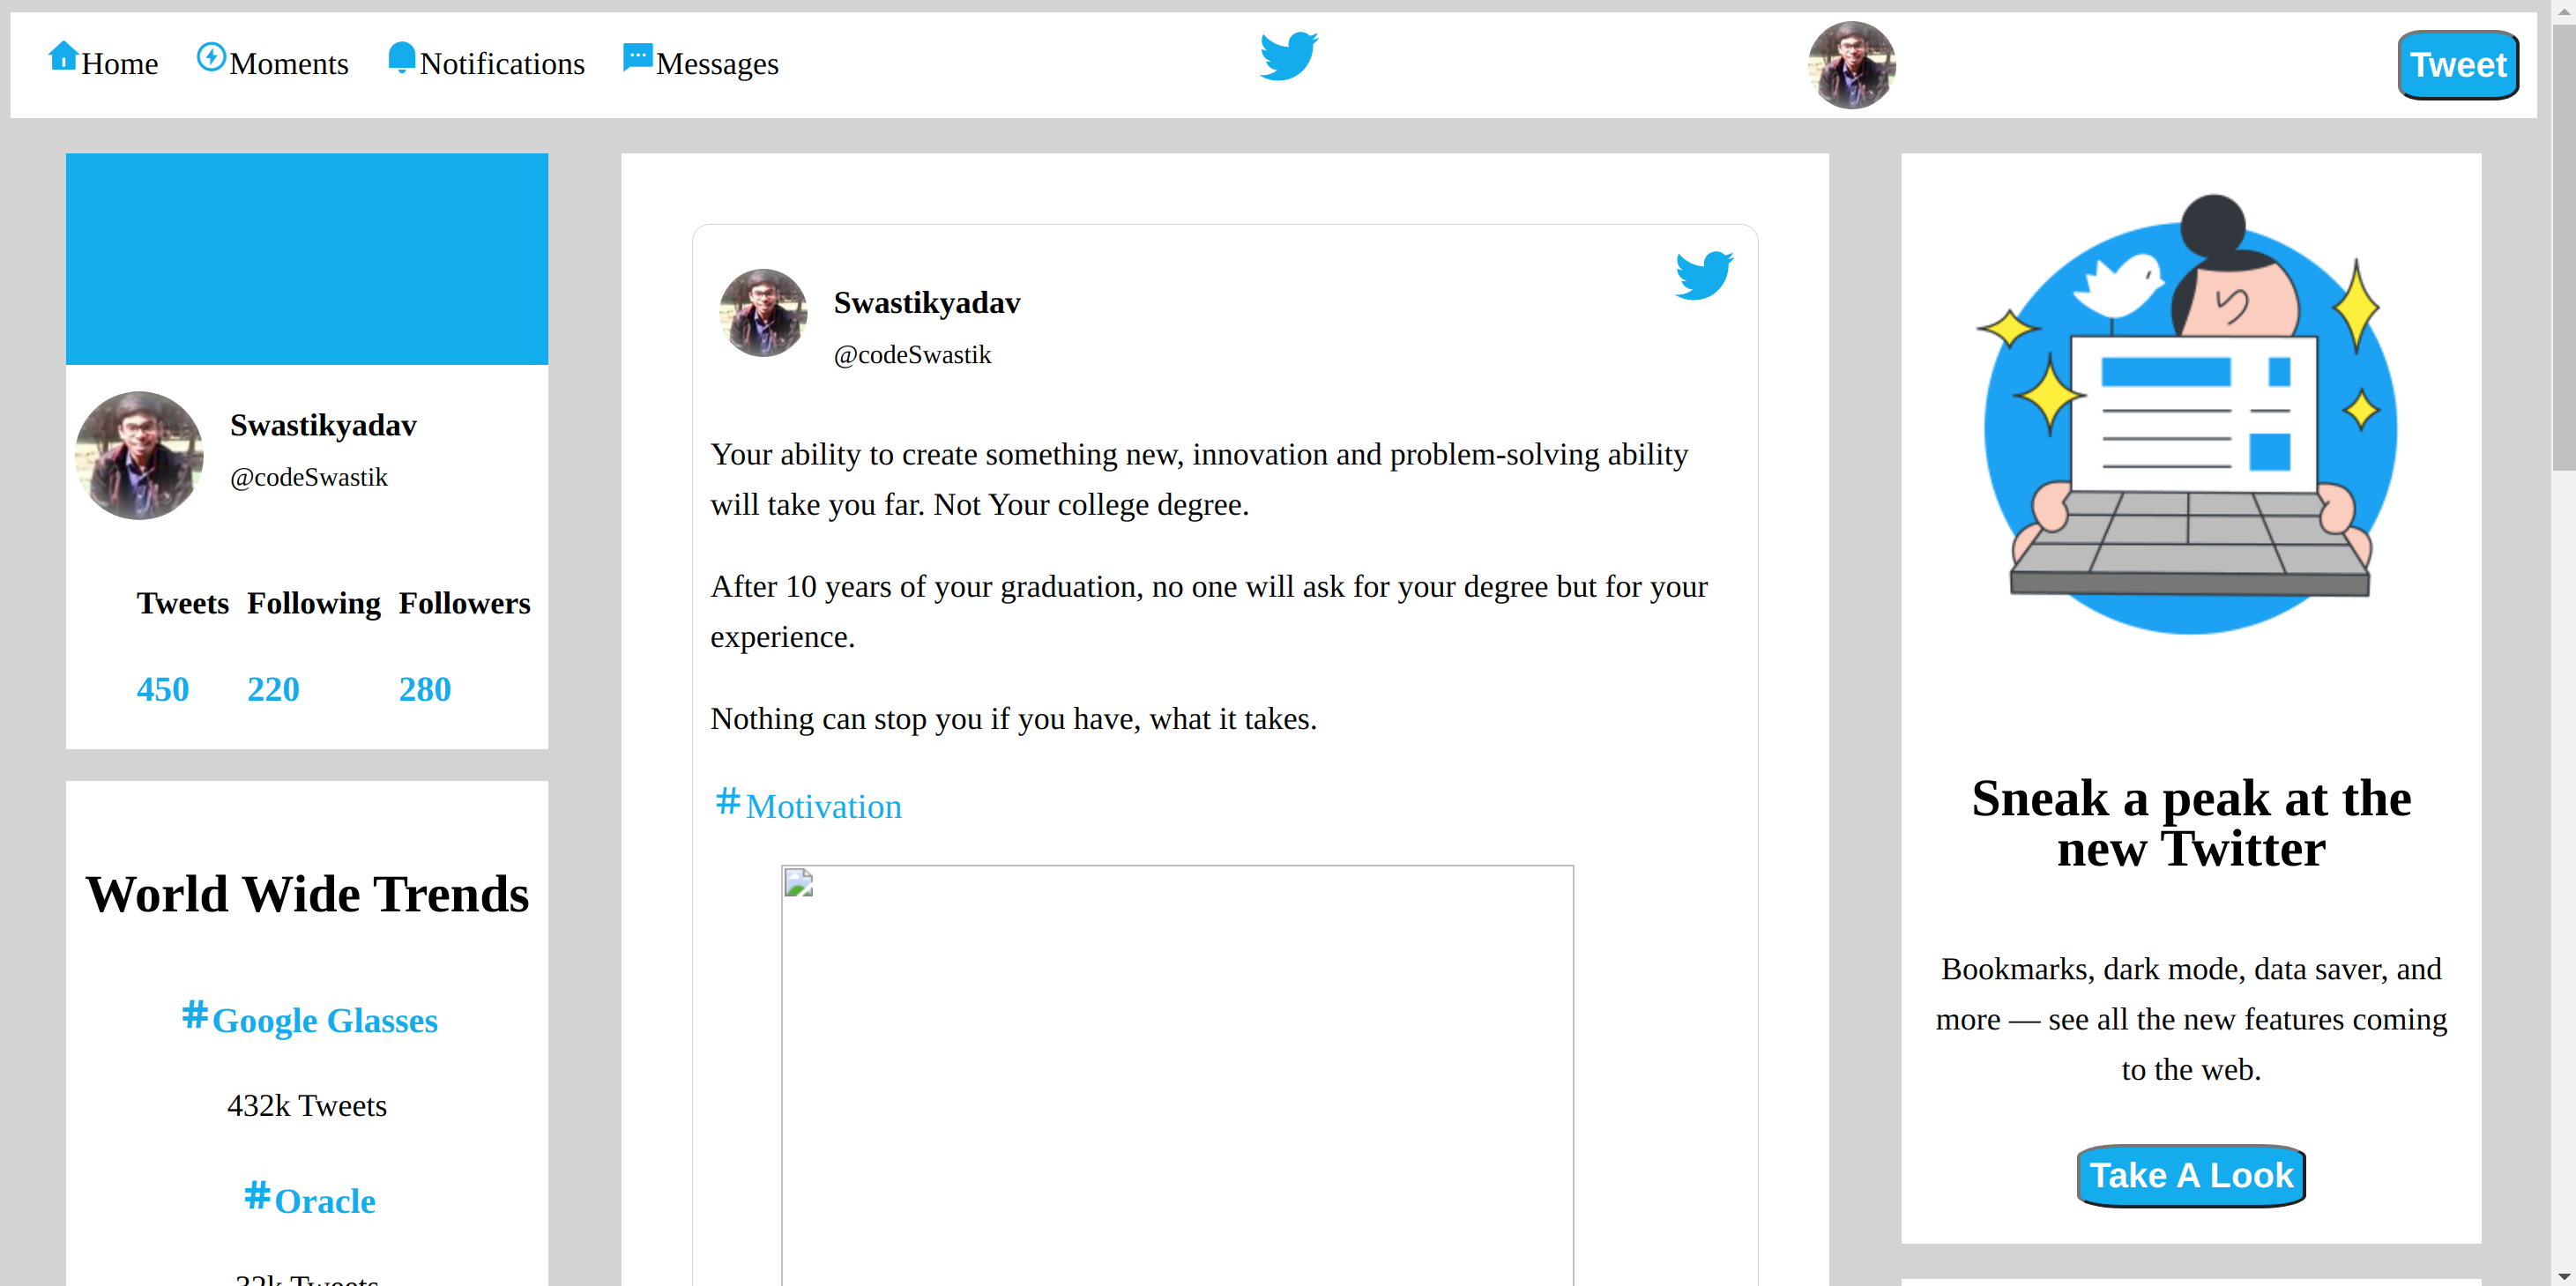 Home Moments Notifications Messages
Tweet
Swastikyadav
@codeSwastik
Tweets Following Followers
450 220 280
World Wide Trends
#Google Glasses
432k Tweets
#Oracle
32k Tweets
Swastikyadav
@codeSwastik
Your ability to create something new, innovation and problem-solving ability
will take you far. Not Your college degree.
After 10 years of your graduation, no one will ask for your degree but for your
experience.
Nothing can stop you if you have, what it takes.
#Motivation
Sneak a peak at the
new Twitter
Bookmarks, dark mode, data saver, and
more — see all the new features coming
to the web.
Take A Look